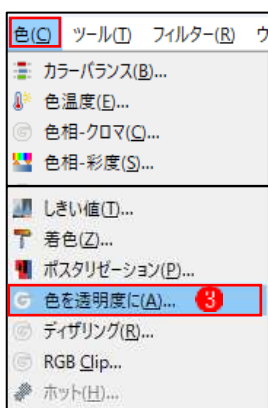 色(C) ツール(T) フィルター(R) ウ
カラーバランス(B)...
色温度(E)...
色相-クロマ(C)...
色相-彩度(S)...
しきい値(T)...
着色(Z)...
ポスタリゼーション(P)...
色を透明度に(A)... 3
ディザリング(R)...
RGB Clip...
ホット(H)...